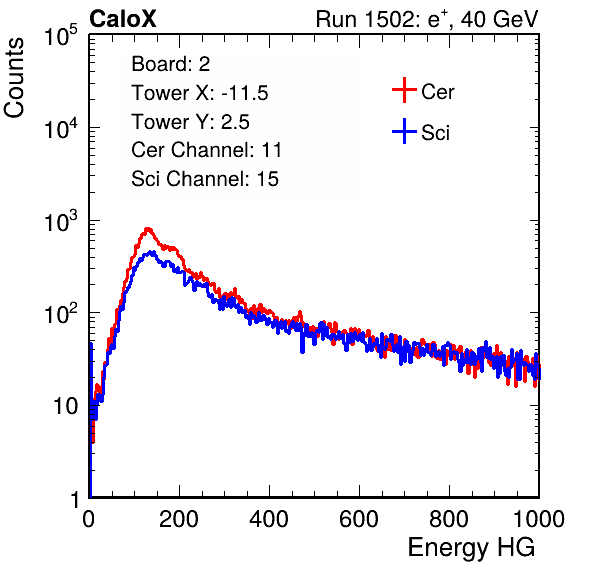 CaloX Run 1502: e⁺, 40 GeV
Board: 2
Tower X: -11.5
Tower Y: 2.5
Cer Channel: 11
Sci Channel: 15
Cer
Sci
Counts
10⁵
10⁴
10³
10²
10
1
0 200 400 600 800 1000
Energy HG